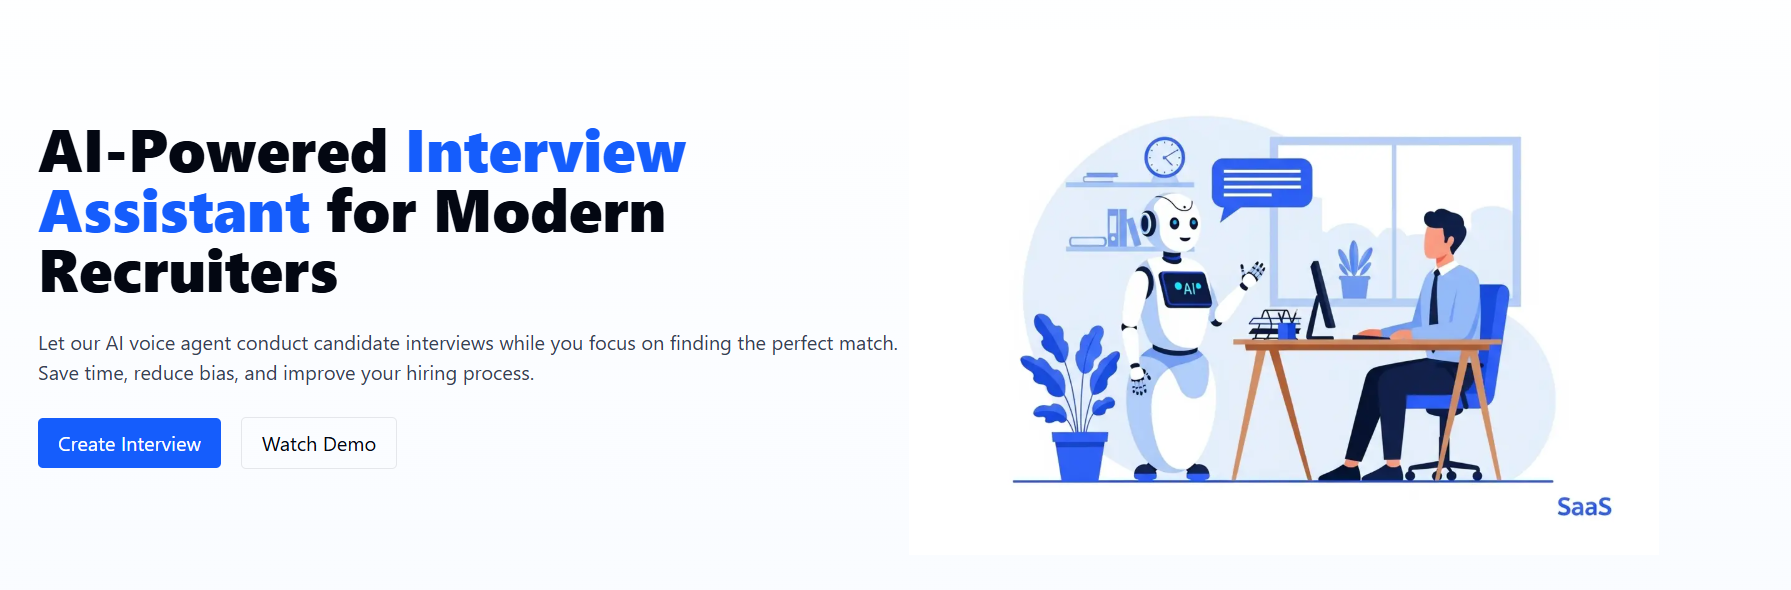 AI-Powered Interview
Assistant for Modern
Recruiters
Let our AI voice agent conduct candidate interviews while you focus on finding the perfect match.
Save time, reduce bias, and improve your hiring process.
Create Interview
Watch Demo
AI
SaaS